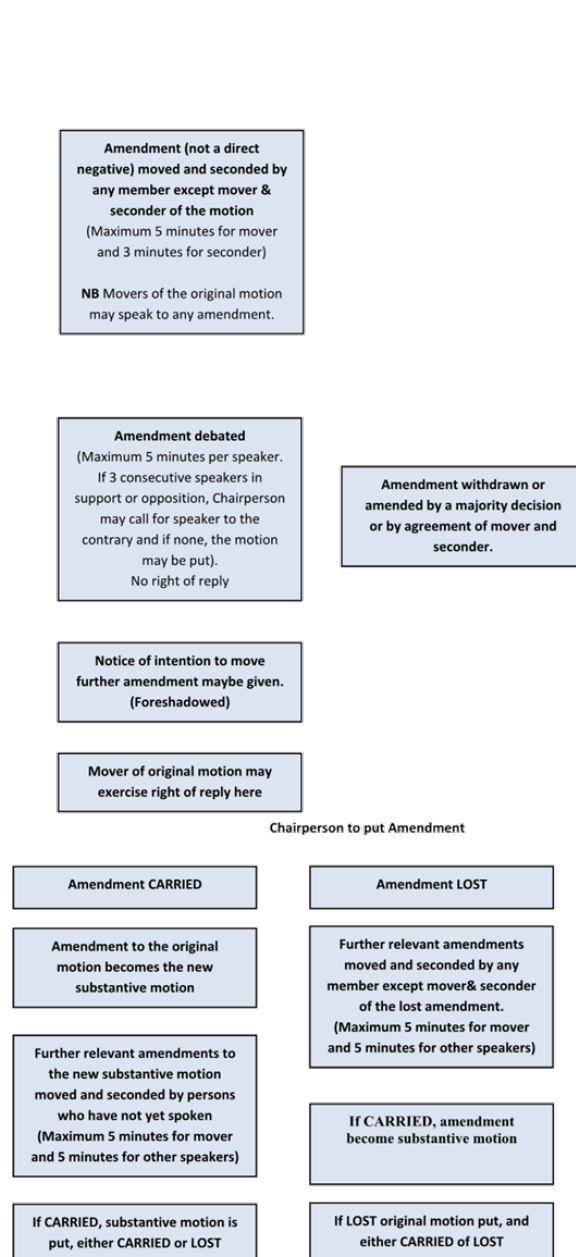 Amendment (not a direct
negative) moved and seconded by
any member except mover &
seconder of the motion
(Maximum 5 minutes for mover
and 3 minutes for seconder)
NB Movers of the original motion
may speak to any amendment.
Amendment debated
(Maximum 5 minutes per speaker.
If 3 consecutive speakers in
support or opposition, Chairperson
may call for speaker to the
contrary and if none, the motion
may be put).
No right of reply
Amendment withdrawn or
amended by a majority decision
or by agreement of mover and
seconder.
Notice of intention to move
further amendment maybe given.
(Foreshadowed)
Mover of original motion may
exercise right of reply here
Chairperson to put Amendment
Amendment CARRIED
Amendment to the original
motion becomes the new
substantive motion
Further relevant amendments to
the new substantive motion
moved and seconded by persons
who have not yet spoken
(Maximum 5 minutes for mover
and 5 minutes for other speakers)
If CARRIED, substantive motion is
put, either CARRIED or LOST
Amendment LOST
Further relevant amendments
moved and seconded by any
member except mover& seconder
of the lost amendment.
(Maximum 5 minutes for mover
and 5 minutes for other speakers)
If CARRIED, amendment
become substantive motion
If LOST original motion put, and
either CARRIED of LOST